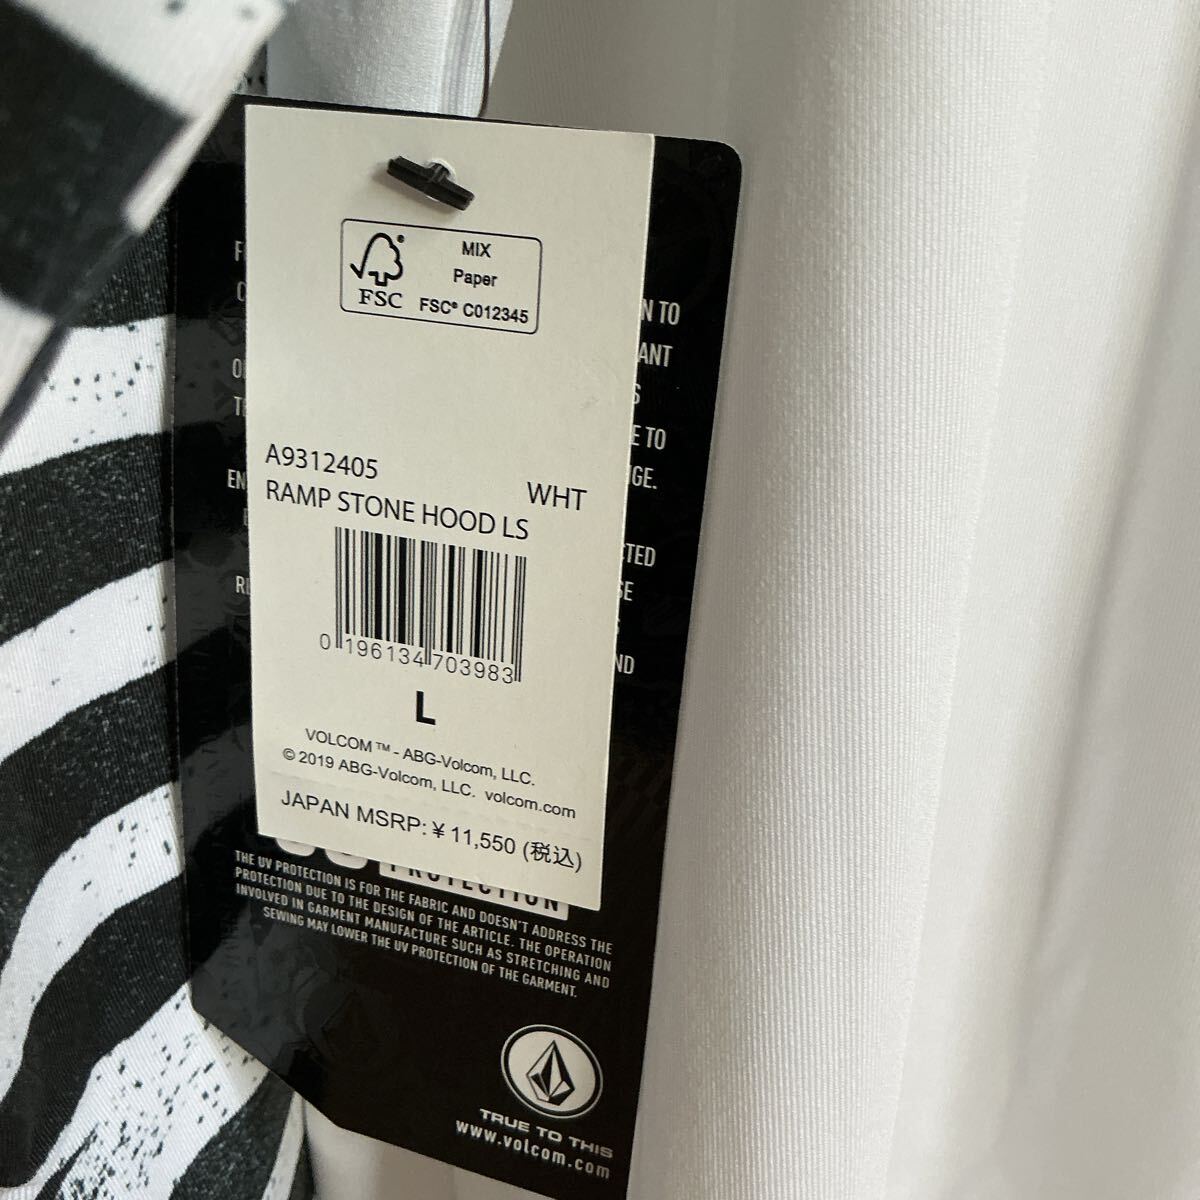 MIX
Paper
FSC® C012345
FSC
A9312405
WHT
RAMP STONE HOOD LS
0 196134 703983
L
VOLCOM™ - ABG-Volcom, LLC.
© 2019 ABG-Volcom, LLC. volcom.com
JAPAN MSRP: ¥ 11,550 (税込)
TO
TO
PROTECTION
THE UV PROTECTION IS FOR THE FABRIC AND DOESN'T ADDRESS THE
PROTECTION DUE TO THE DESIGN OF THE ARTICLE. THE OPERATION
INVOLVED IN GARMENT MANUFACTURE SUCH AS STRETCHING AND
SEWING MAY LOWER THE UV PROTECTION OF THE GARMENT.
TRUE TO THIS
www.volcom.com